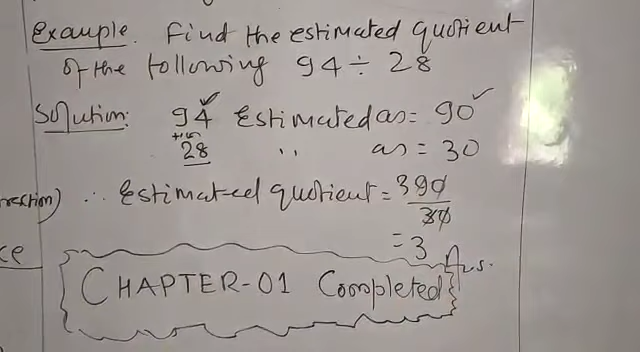 Example. Find the estimated quotient
of the following 94 ÷ 28
Solution: 94 Estimated as = 90
28 ,, as = 30
∴ Estimated quotient = 90/30
= 3 Ans.
CHAPTER-01 Completed